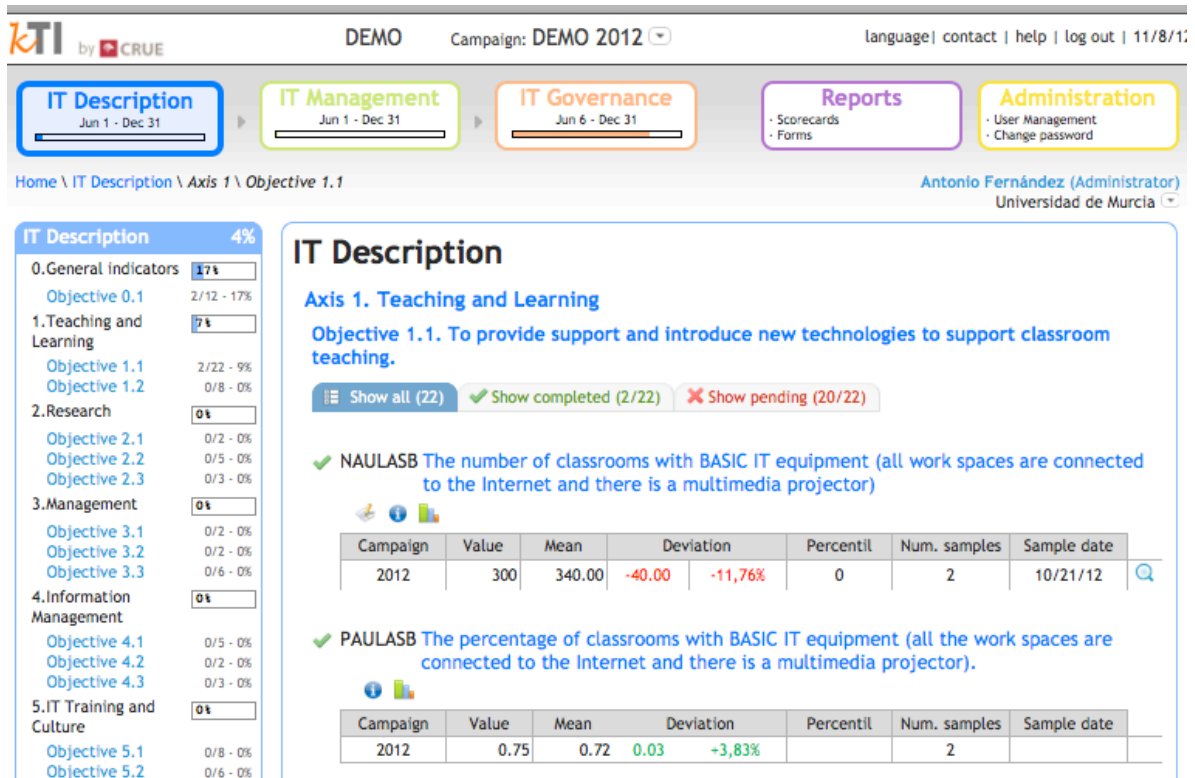 kTI by CRUE
DEMO Campaign: DEMO 2012
language| contact | help | log out | 11/8/12
IT Description
Jun 1 - Dec 31
IT Management
Jun 1 - Dec 31
IT Governance
Jun 6 - Dec 31
Reports
· Scorecards
· Forms
Administration
· User Management
· Change password
Home \ IT Description \ Axis 1 \ Objective 1.1
Antonio Fernández (Administrator)
Universidad de Murcia
IT Description 4%
0.General indicators 17%
Objective 0.1 2/12 - 17%
1.Teaching and 7%
Learning
Objective 1.1 2/22 - 9%
Objective 1.2 0/8 - 0%
2.Research 0%
Objective 2.1 0/2 - 0%
Objective 2.2 0/5 - 0%
Objective 2.3 0/3 - 0%
3.Management 0%
Objective 3.1 0/2 - 0%
Objective 3.2 0/2 - 0%
Objective 3.3 0/6 - 0%
4.Information 0%
Management
Objective 4.1 0/5 - 0%
Objective 4.2 0/2 - 0%
Objective 4.3 0/3 - 0%
5.IT Training and 0%
Culture
Objective 5.1 0/8 - 0%
Objective 5.2 0/6 - 0%
IT Description
Axis 1. Teaching and Learning
Objective 1.1. To provide support and introduce new technologies to support classroom
teaching.
Show all (22) Show completed (2/22) Show pending (20/22)
NAULASB The number of classrooms with BASIC IT equipment (all work spaces are connected
to the Internet and there is a multimedia projector)
Campaign Value Mean Deviation Percentil Num. samples Sample date
2012 300 340.00 -40.00 -11,76% 0 2 10/21/12
PAULASB The percentage of classrooms with BASIC IT equipment (all the work spaces are
connected to the Internet and there is a multimedia projector).
Campaign Value Mean Deviation Percentil Num. samples Sample date
2012 0.75 0.72 0.03 +3,83% 2